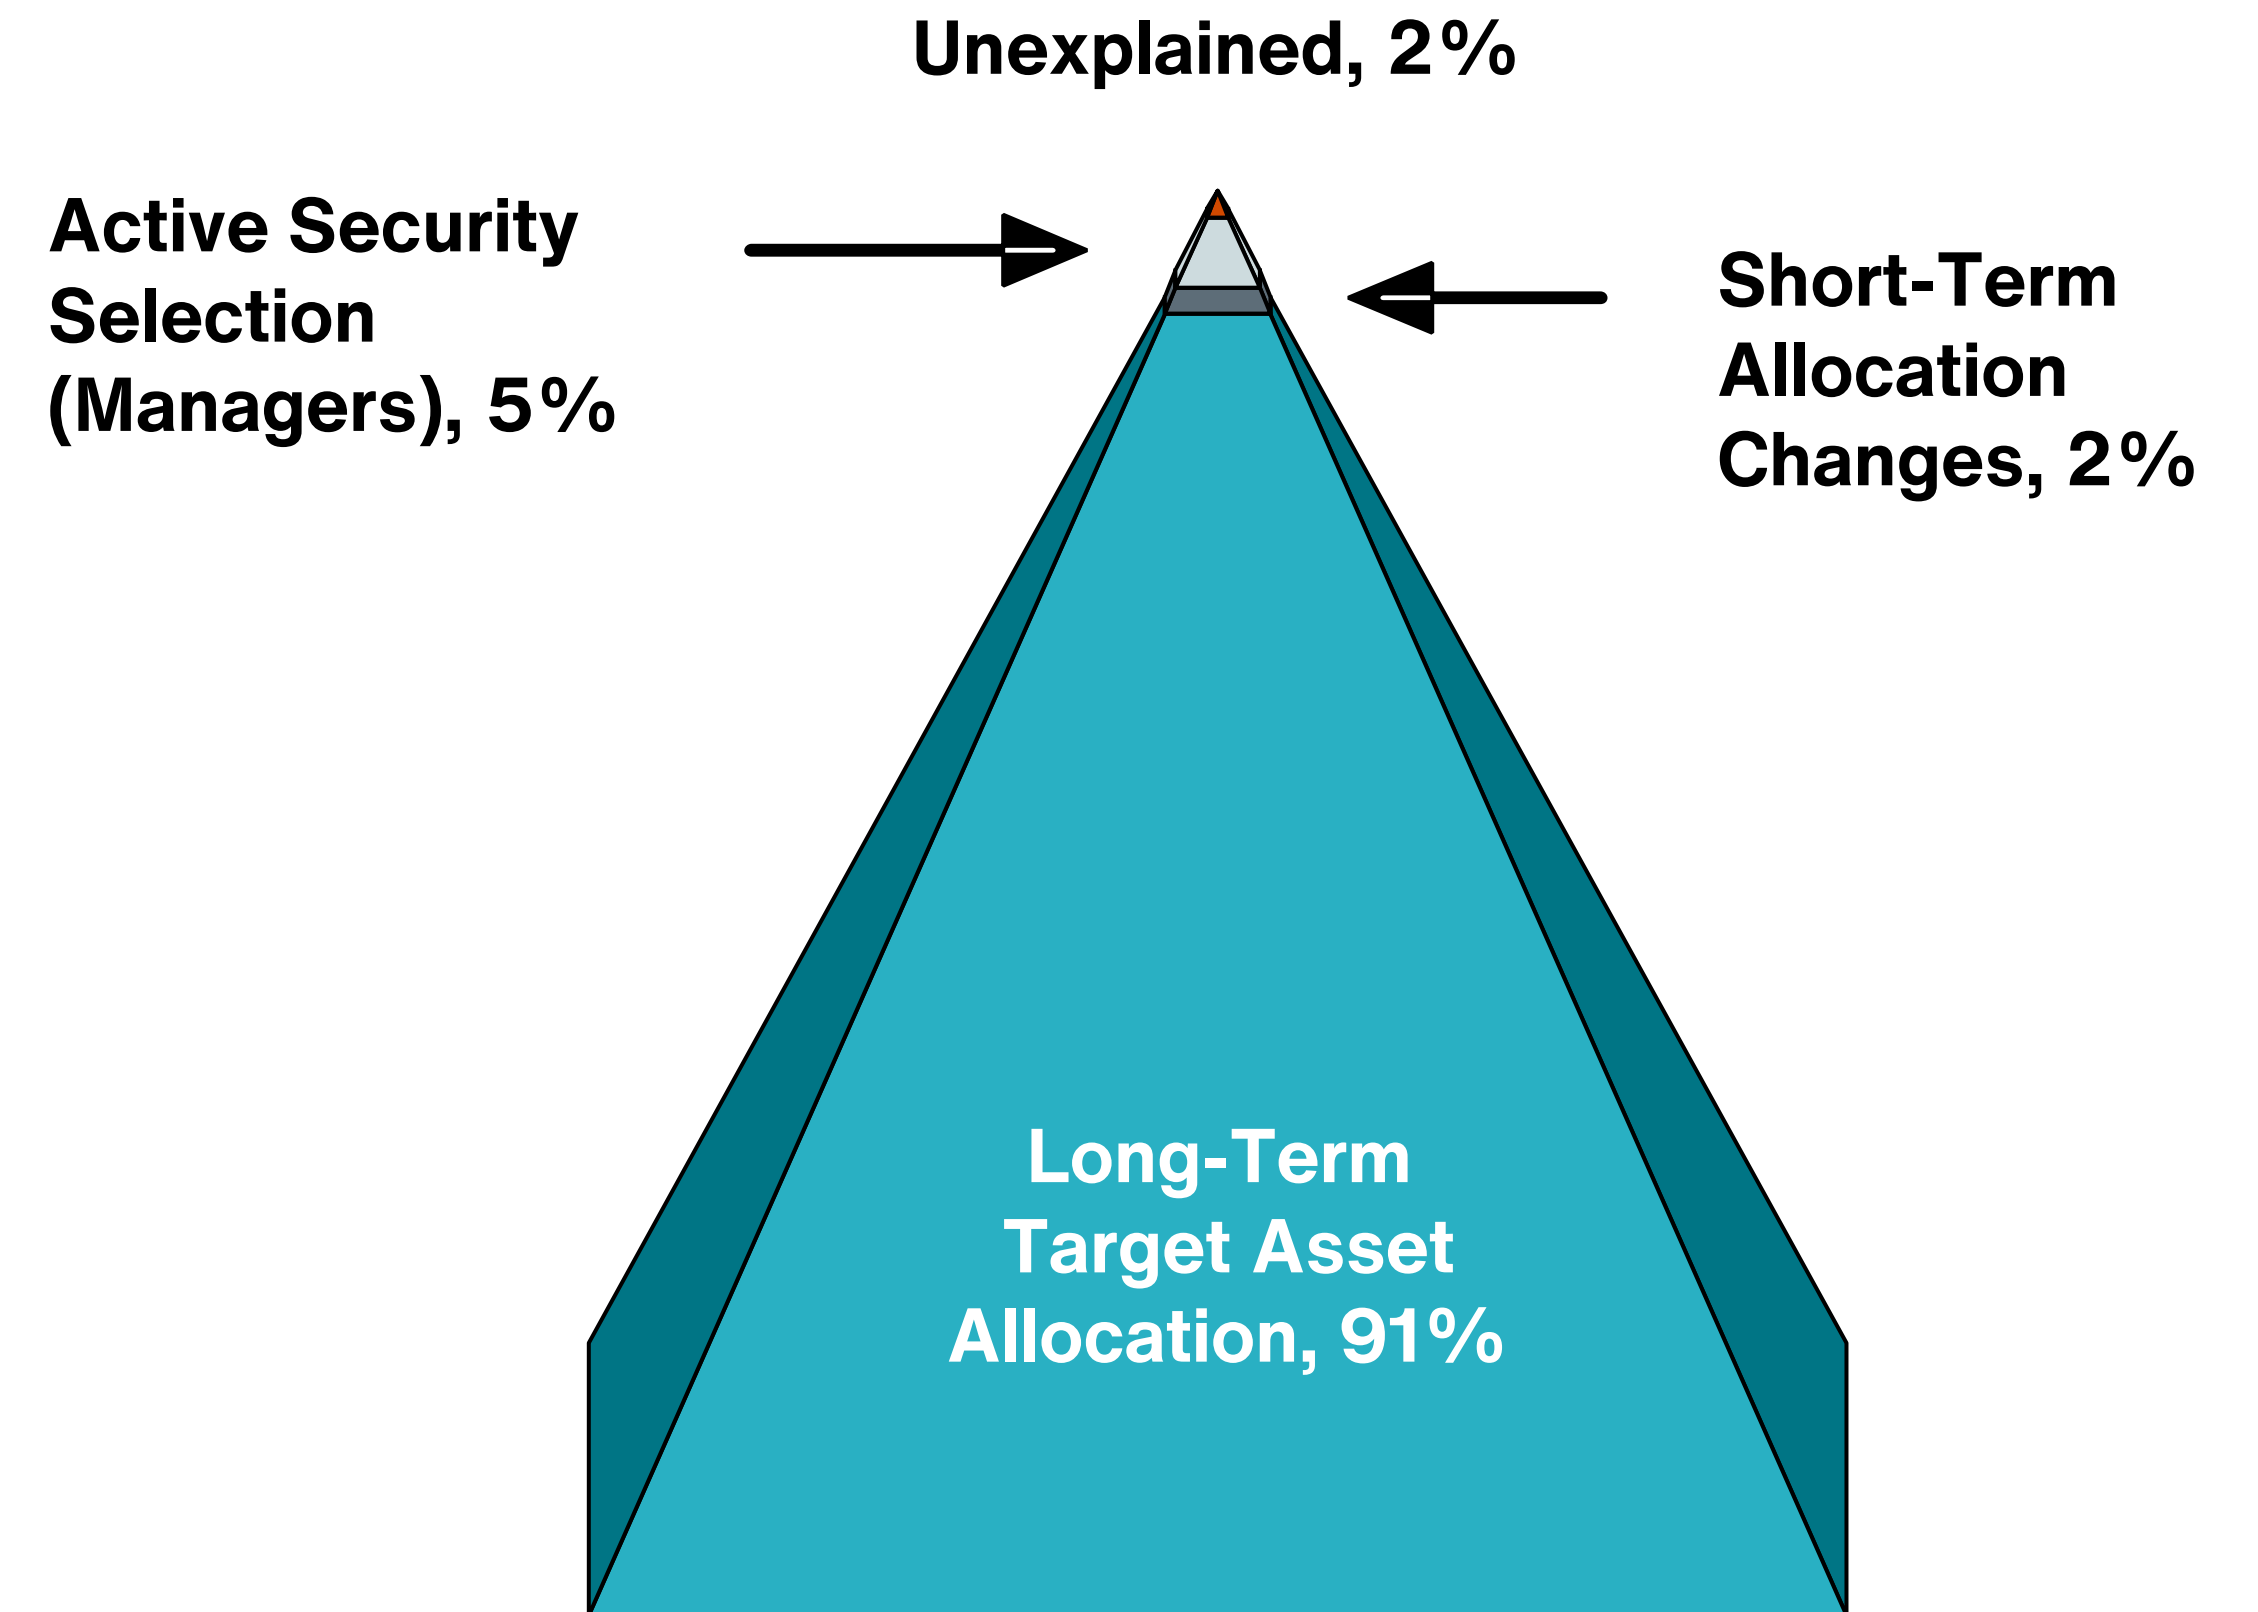 Unexplained, 2%
Active Security
Selection
(Managers), 5%
Short-Term
Allocation
Changes, 2%
Long-Term
Target Asset
Allocation, 91%